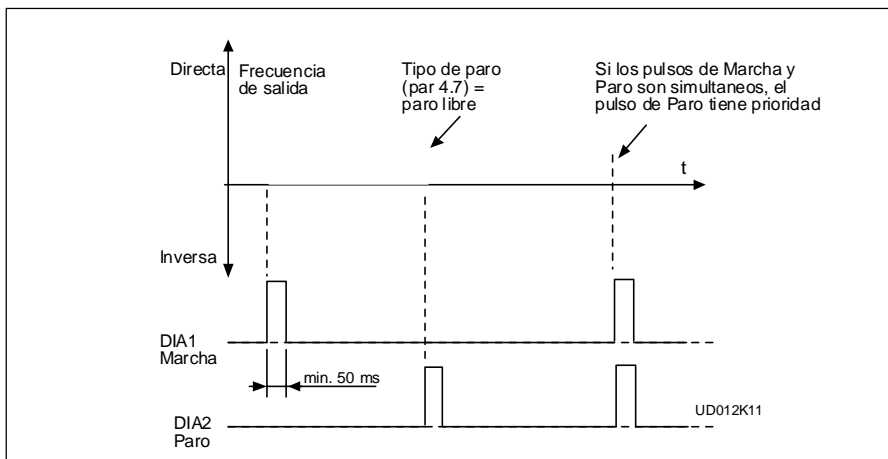 Directa
Frecuencia
de salida
Tipo de paro
(par 4.7) =
paro libre
Si los pulsos de Marcha y
Paro son simultaneos, el
pulso de Paro tiene prioridad
t
Inversa
DIA1
Marcha
min. 50 ms
DIA2
Paro
UD012K11